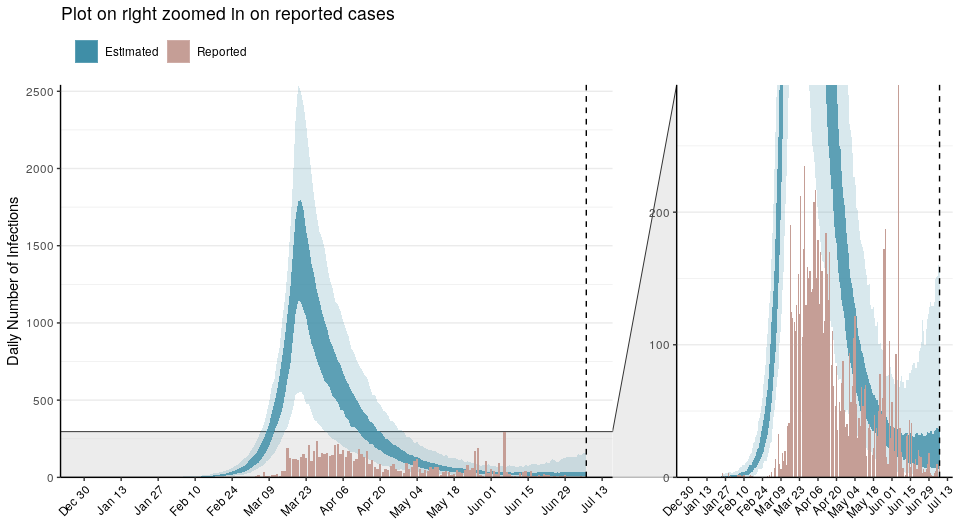 Plot on right zoomed in on reported cases
Estimated Reported
Daily Number of Infections
2500
2000
1500
1000
500
0
Dec 30 Jan 13 Jan 27 Feb 10 Feb 24 Mar 09 Mar 23 Apr 06 Apr 20 May 04 May 18 Jun 01 Jun 15 Jun 29 Jul 13
200
100
0
Dec 30 Jan 13 Jan 27 Feb 10 Feb 24 Mar 09 Mar 23 Apr 06 Apr 20 May 04 May 18 Jun 01 Jun 15 Jun 29 Jul 13